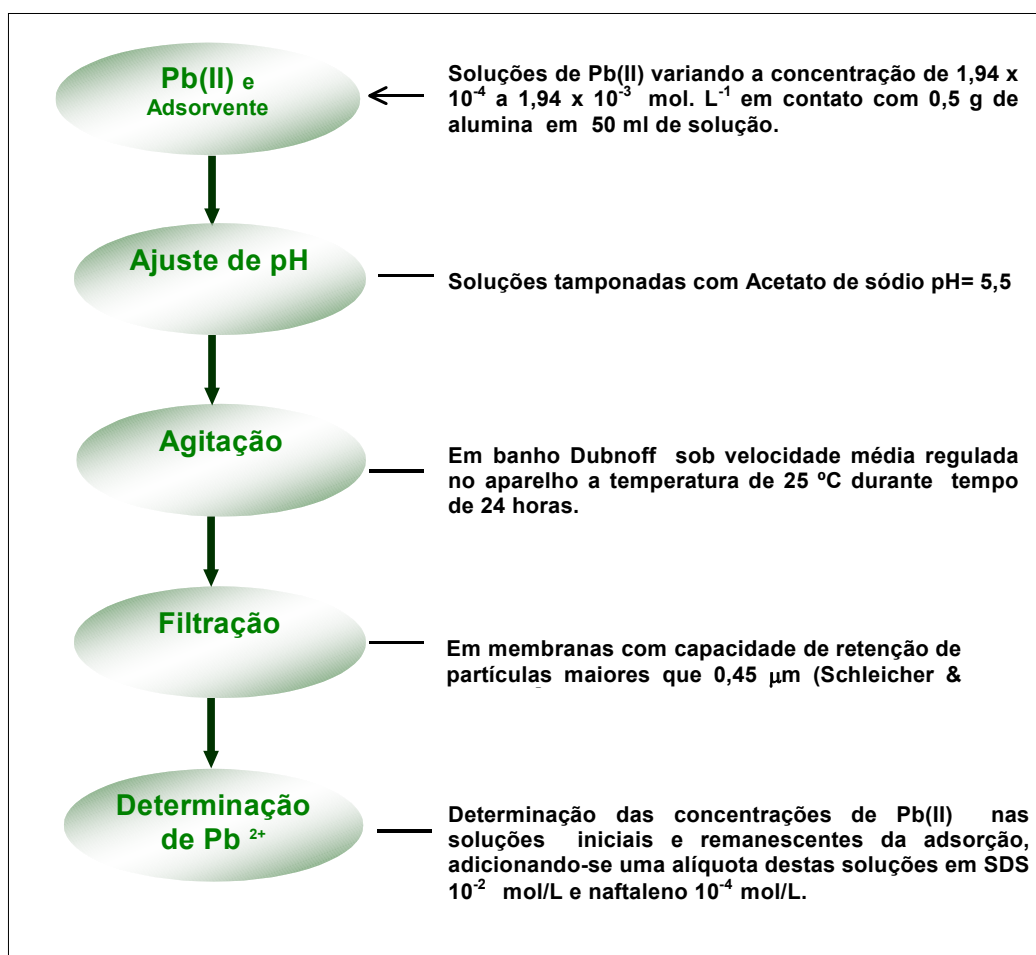 Pb(II) e
Adsorvente
Soluções de Pb(II) variando a concentração de 1,94 x
10⁻⁴ a 1,94 x 10⁻³ mol. L⁻¹ em contato com 0,5 g de
alumina em 50 ml de solução.
Ajuste de pH
Soluções tamponadas com Acetato de sódio pH= 5,5
Agitação
Em banho Dubnoff sob velocidade média regulada
no aparelho a temperatura de 25 ºC durante tempo
de 24 horas.
Filtração
Em membranas com capacidade de retenção de
partículas maiores que 0,45 µm (Schleicher &
Determinação
de Pb ²⁺
Determinação das concentrações de Pb(II) nas
soluções iniciais e remanescentes da adsorção,
adicionando-se uma alíquota destas soluções em SDS
10⁻² mol/L e naftaleno 10⁻⁴ mol/L.